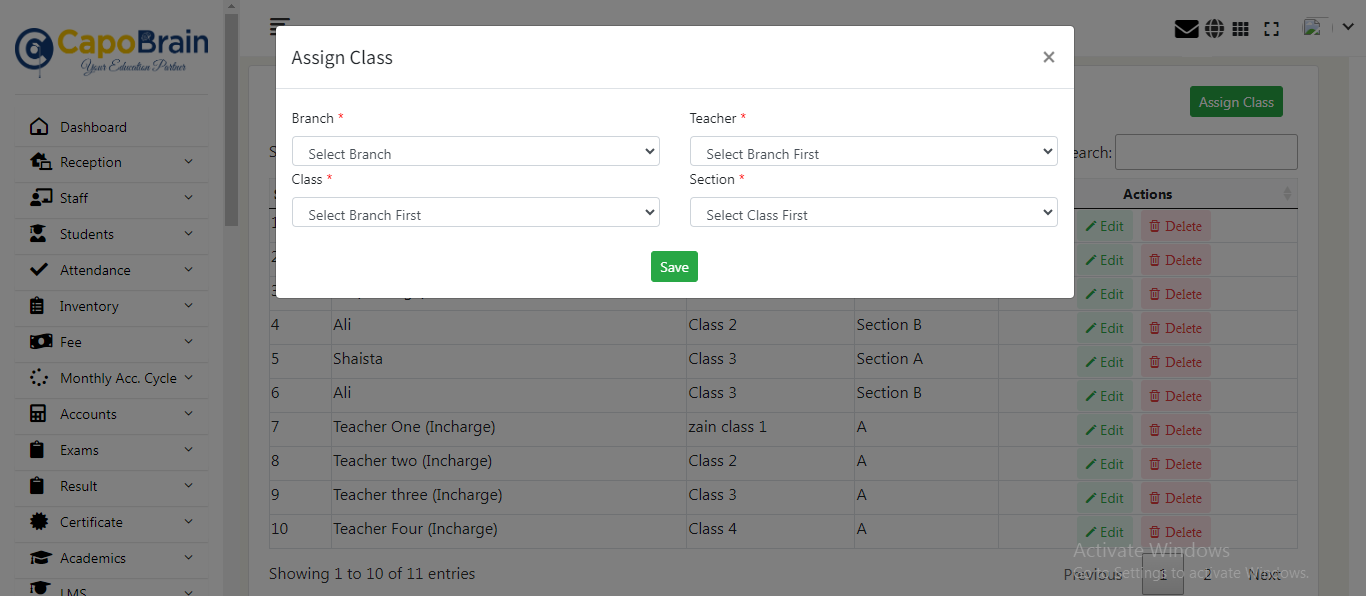 CapoBrain
Your Education Partner
Dashboard
Reception
Staff
Students
Attendance
Inventory
Fee
Monthly Acc. Cycle
Accounts
Exams
Result
Certificate
Academics
LMS
Assign Class ×
Branch * Teacher *
Select Branch Select Branch First
Class * Section *
Select Branch First Select Class First
Save
Assign Class
earch:
Actions
1 Edit Delete
2 Edit Delete
3 Edit Delete
4 Ali Class 2 Section B Edit Delete
5 Shaista Class 3 Section A Edit Delete
6 Ali Class 3 Section B Edit Delete
7 Teacher One (Incharge) zain class 1 A Edit Delete
8 Teacher two (Incharge) Class 2 A Edit Delete
9 Teacher three (Incharge) Class 3 A Edit Delete
10 Teacher Four (Incharge) Class 4 A Edit Delete
Showing 1 to 10 of 11 entries
Previous 1 2 Next
Activate Windows
Go to Settings to activate Windows.